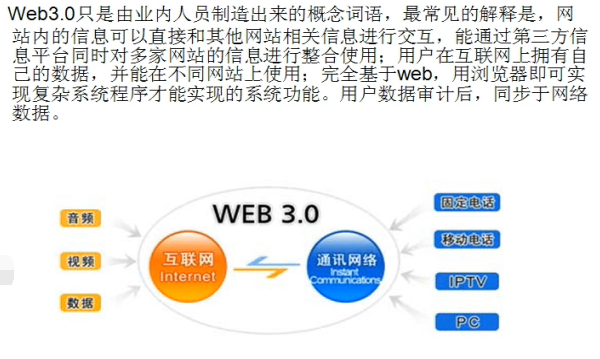 Web3.0只是由业内人员制造出来的概念词语，最常见的解释是，网
站内的信息可以直接和其他网站相关信息进行交互，能通过第三方信
息平台同时对多家网站的信息进行整合使用；用户在互联网上拥有自
己的数据，并能在不同网站上使用；完全基于web，用浏览器即可实
现复杂系统程序才能实现的系统功能。用户数据审计后，同步于网络
数据。
WEB 3.0
音频
视频
数据
互联网
Internet
通讯网络
Instant
Communications
固定电话
移动电话
IPTV
PC